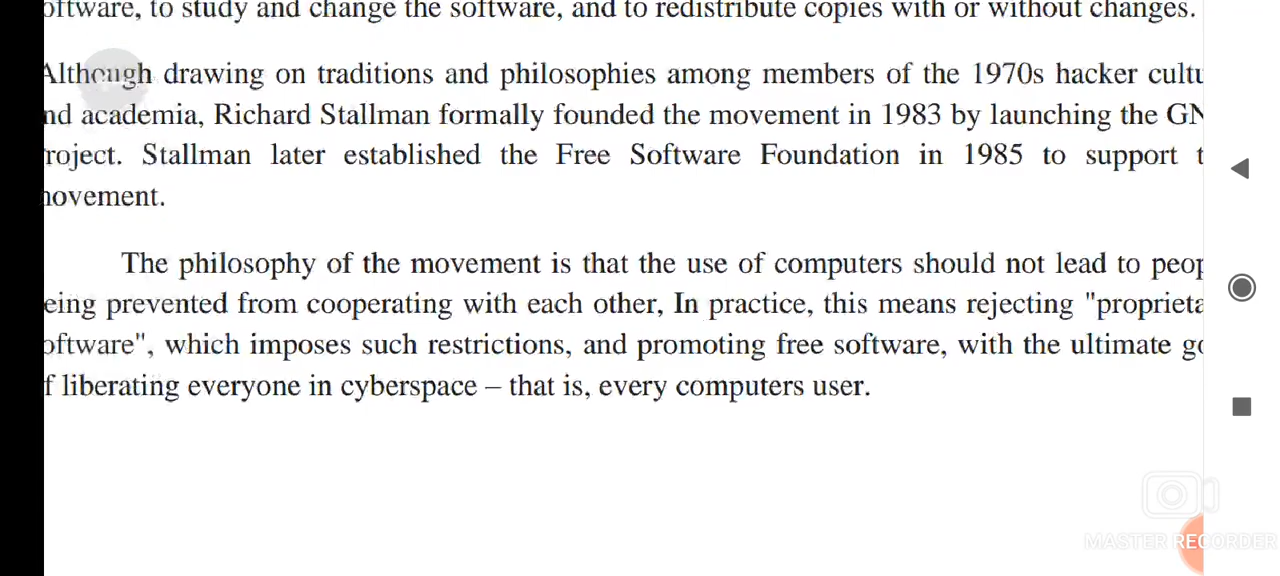 oftware, to study and change the software, and to redistribute copies with or without changes.
Although drawing on traditions and philosophies among members of the 1970s hacker cultu
nd academia, Richard Stallman formally founded the movement in 1983 by launching the GN
roject. Stallman later established the Free Software Foundation in 1985 to support t
movement.
The philosophy of the movement is that the use of computers should not lead to peop
eing prevented from cooperating with each other, In practice, this means rejecting "proprieta
oftware", which imposes such restrictions, and promoting free software, with the ultimate go
f liberating everyone in cyberspace – that is, every computers user.
MASTER RECORDER